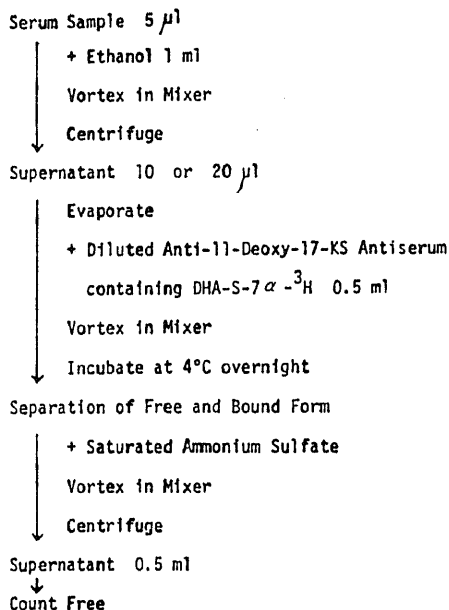 Serum Sample 5 μl
+ Ethanol 1 ml
Vortex in Mixer
Centrifuge
Supernatant 10 or 20 μl
Evaporate
+ Diluted Anti-11-Deoxy-17-KS Antiserum
containing DHA-S-7α-³H 0.5 ml
Vortex in Mixer
Incubate at 4°C overnight
Separation of Free and Bound Form
+ Saturated Ammonium Sulfate
Vortex in Mixer
Centrifuge
Supernatant 0.5 ml
Count Free